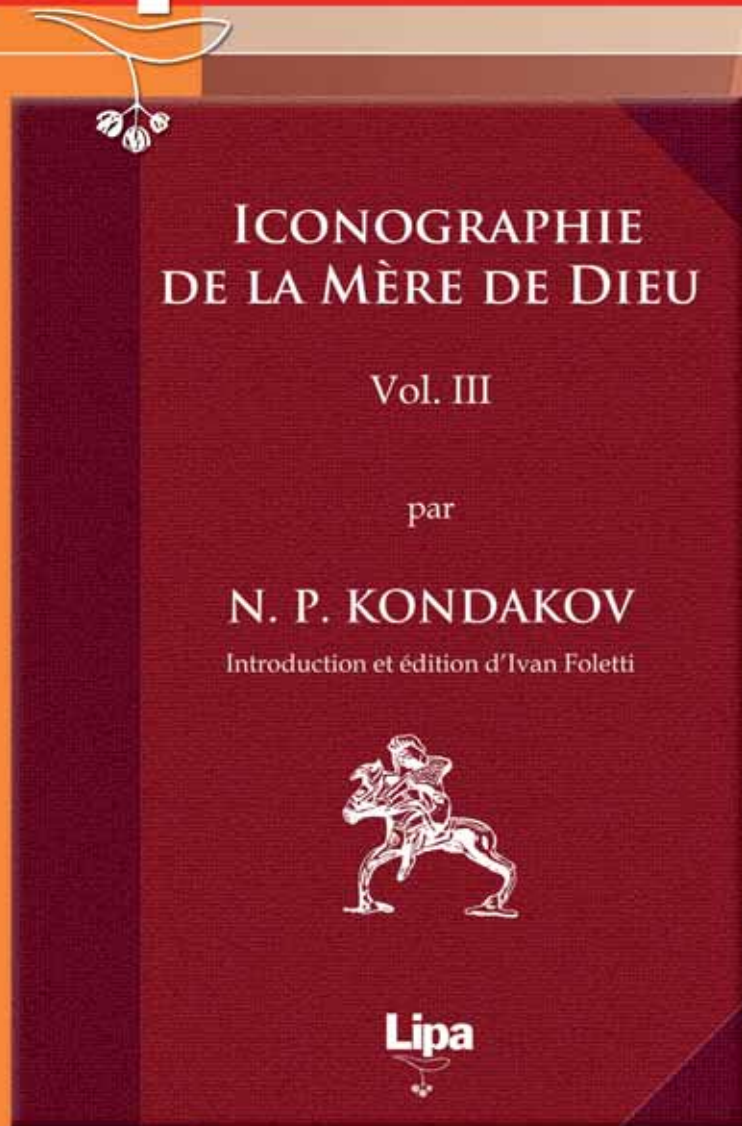 ICONOGRAPHIE
DE LA MÈRE DE DIEU
Vol. III
par
N. P. KONDAKOV
Introduction et édition d'Ivan Foletti
Lipa